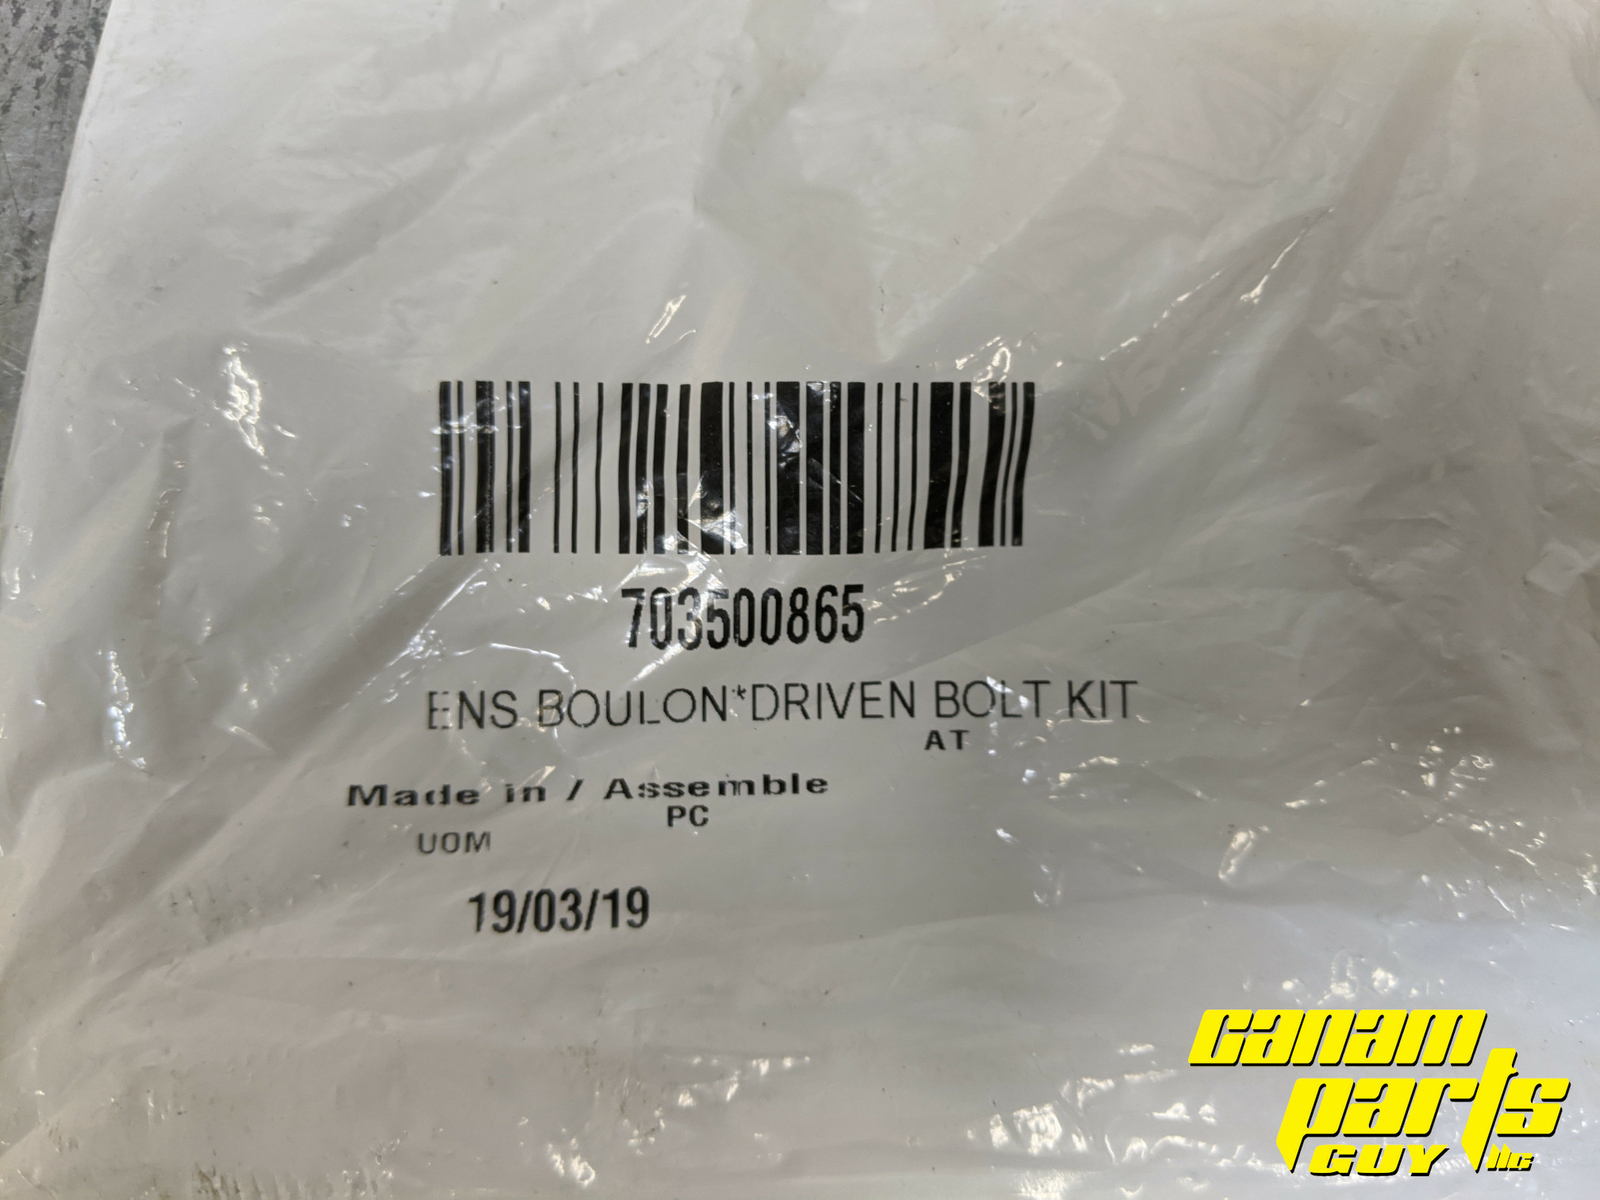 703500865
ENS BOULON*DRIVEN BOLT KIT
AT
Made in / Assemble
PC
UOM
19/03/19
canam
parts
GUY llc